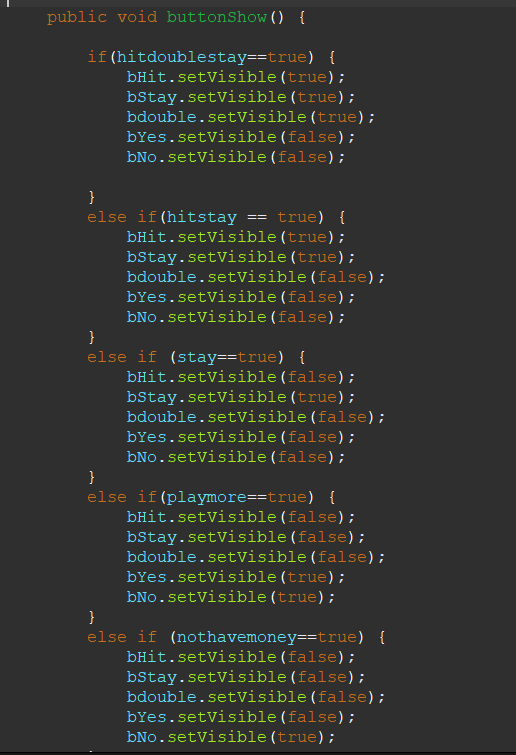 public void buttonShow() {
if(hitdoublestay==true) {
bHit.setVisible(true);
bStay.setVisible(true);
bdouble.setVisible(true);
bYes.setVisible(false);
bNo.setVisible(false);
}
else if(hitstay == true) {
bHit.setVisible(true);
bStay.setVisible(true);
bdouble.setVisible(false);
bYes.setVisible(false);
bNo.setVisible(false);
}
else if (stay==true) {
bHit.setVisible(false);
bStay.setVisible(true);
bdouble.setVisible(false);
bYes.setVisible(false);
bNo.setVisible(false);
}
else if(playmore==true) {
bHit.setVisible(false);
bStay.setVisible(false);
bdouble.setVisible(false);
bYes.setVisible(true);
bNo.setVisible(true);
}
else if (nothavemoney==true) {
bHit.setVisible(false);
bStay.setVisible(false);
bdouble.setVisible(false);
bYes.setVisible(false);
bNo.setVisible(true);